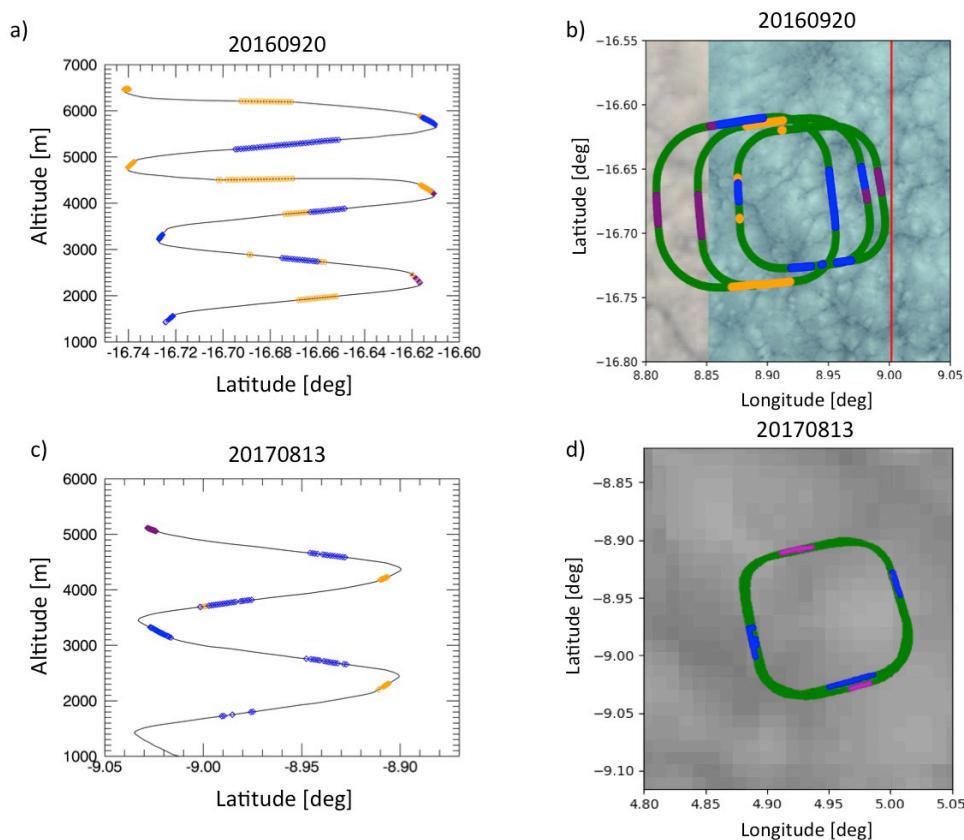 a)
20160920
7000
6000
5000
4000
3000
2000
1000
Altitude [m]
-16.74 -16.72 -16.70 -16.68 -16.66 -16.64 -16.62 -16.60
Latitude [deg]
b)
20160920
−16.55
−16.60
−16.65
−16.70
−16.75
−16.80
Latitude [deg]
8.80 8.85 8.90 8.95 9.00 9.05
Longitude [deg]
c)
20170813
6000
5000
4000
3000
2000
1000
Altitude [m]
-9.05 -9.00 -8.95 -8.90
Latitude [deg]
d)
20170813
−8.85
−8.90
−8.95
−9.00
−9.05
−9.10
Latitude [deg]
4.80 4.85 4.90 4.95 5.00 5.05
Longitude [deg]